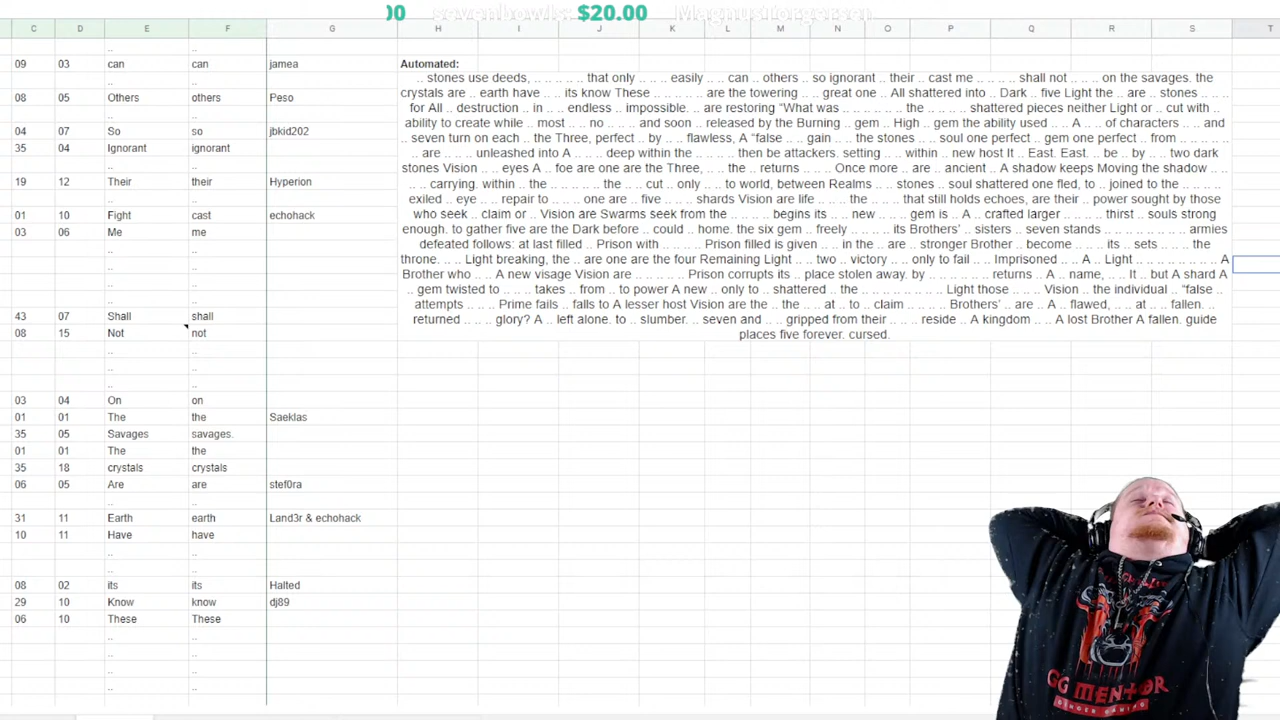 00 sevenbowls: $20.00 MagnusTorgersen
C D E F G H I J K L M N O P Q R S T
.. ..
09 03 can can jamea
.. ..
08 05 Others others Peso
.. ..
04 07 So so jbkid202
35 04 Ignorant ignorant
.. ..
19 12 Their their Hyperion
.. ..
01 10 Fight cast echohack
03 06 Me me
.. ..
.. ..
.. ..
.. ..
43 07 Shall shall
08 15 Not not
.. ..
.. ..
.. ..
03 04 On on
01 01 The the Saeklas
35 05 Savages savages.
01 01 The the
35 18 crystals crystals
06 05 Are are stef0ra
.. ..
31 11 Earth earth Land3r & echohack
10 11 Have have
.. ..
.. ..
08 02 its its Halted
29 10 Know know dj89
06 10 These These
.. ..
.. ..
.. ..
.. ..
Automated:
.. stones use deeds, .. .. .. .. .. that only .. .. .. easily .. can .. others .. so ignorant .. their .. cast me .. .. .. .. shall not .. .. .. on the savages. the
crystals are .. earth have .. .. its know These .. .. .. .. are the towering .. .. great one .. All shattered into .. Dark .. five Light the .. are .. stones .. ..
for All .. destruction .. in .. endless .. impossible. .. are restoring "What was .. .. .. .. the .. .. .. shattered pieces neither Light or .. cut with ..
ability to create while .. most .. no .. .. and soon .. released by the Burning .. gem .. High .. gem the ability used .. .. A .. of characters .. .. and
.. seven turn on each .. the Three, perfect .. by .. .. flawless, A "false .. gain .. the stones .. soul one perfect .. gem one perfect .. from .. .. .. ..
.. are .. .. .. unleashed into A .. .. deep within the .. .. .. then be attackers. setting .. .. within .. new host It .. East. East. .. be .. by .. .. two dark
stones Vision .. .. eyes A .. foe are one are the Three, .. .. the .. returns .. .. Once more .. are .. ancient .. A shadow keeps Moving the shadow ..
.. .. carrying. within .. the .. .. .. the .. cut .. only .. to world, between Realms .. stones .. soul shattered one fled, to .. joined to the .. .. .. ..
exiled .. eye .. repair to .. .. one are .. five .. .. shards Vision are life .. .. the .. .. that still holds echoes, are their .. power sought by those
who seek .. claim or .. Vision are Swarms seek from the .. .. .. begins its .. new .. .. gem is .. A .. crafted larger .. .. thirst .. souls strong
enough. to gather five are the Dark before .. could .. home. the six gem .. freely .. .. its Brothers' .. sisters .. seven stands .. .. .. .. .. armies
defeated follows: at last filled .. Prison with .. .. .. Prison filled is given .. in the .. are stronger Brother .. become .. .. its .. sets .. .. the
throne. .. .. Light breaking, the .. are one are the four Remaining Light .. .. two .. victory .. .. only to fail .. .. Imprisoned .. .. A .. Light .. .. .. .. .. .. .. A
Brother who .. .. A new visage Vision are .. .. .. .. Prison corrupts its .. place stolen away. by .. .. .. .. returns .. A .. name, .. .. It .. but A shard A
.. gem twisted to .. .. takes .. from .. to power A new .. only to .. shattered .. the .. .. .. .. .. .. .. Light those .. .. Vision .. the individual .. "false ..
attempts .. .. .. Prime fails .. falls to A lesser host Vision are the .. the .. at .. to .. claim .. .. .. Brothers' .. are .. A .. flawed, .. .. at .. fallen. ..
returned .. .. .. glory? A .. .. left alone. to .. slumber. .. seven and .. .. gripped from their .. .. .. reside .. A kingdom .. .. A lost Brother A fallen. guide
places five forever. cursed.
GG MENTOR
GINGER GAMING